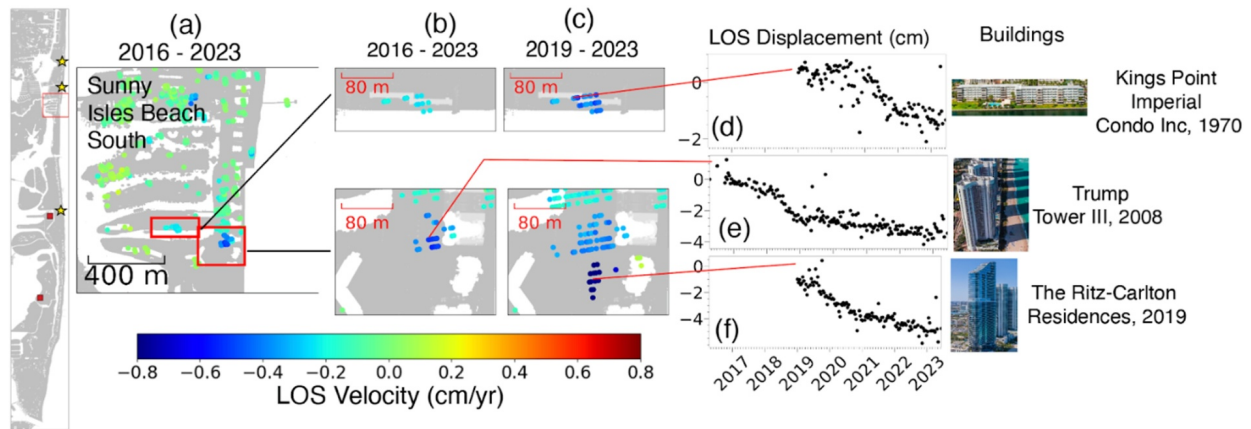 (a)
2016 - 2023
Sunny
Isles Beach
South
400 m
(b)
2016 - 2023
80 m
80 m
(c)
2019 - 2023
80 m
80 m
−0.8 −0.6 −0.4 −0.2 0.0 0.2 0.4 0.6 0.8
LOS Velocity (cm/yr)
LOS Displacement (cm)
0
−2
(d)
0
−2
−4
(e)
0
−2
−4
(f)
2017 2018 2019 2020 2021 2022 2023
Buildings
Kings Point
Imperial
Condo Inc, 1970
Trump
Tower III, 2008
The Ritz-Carlton
Residences, 2019